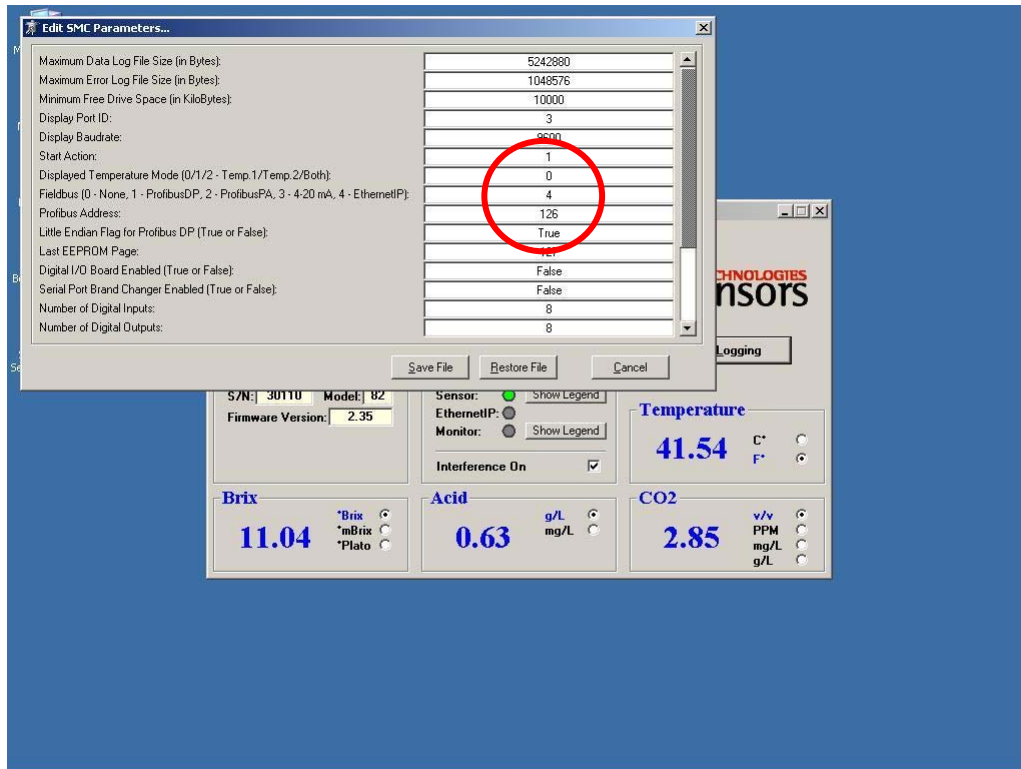 Edit SMC Parameters...
Maximum Data Log File Size (in Bytes): 5242880
Maximum Error Log File Size (in Bytes): 1048576
Minimum Free Drive Space (in KiloBytes): 10000
Display Port ID: 3
Display Baudrate: 9600
Start Action: 1
Displayed Temperature Mode (0/1/2 - Temp.1/Temp.2/Both): 0
Fieldbus (0 - None, 1 - ProfibusDP, 2 - ProfibusPA, 3 - 4-20 mA, 4 - EthernetIP): 4
Profibus Address: 126
Little Endian Flag for Profibus DP (True or False): True
Last EEPROM Page: 127
Digital I/O Board Enabled (True or False): False
Serial Port Brand Changer Enabled (True or False): False
Number of Digital Inputs: 8
Number of Digital Outputs: 8
Save File Restore File Cancel
Logging
S/N: 30110 Model: 82
Firmware Version: 2.35
Sensor: Show Legend
EthernetIP:
Monitor: Show Legend
Interference On
Temperature
41.54 C° F°
Brix
11.04 °Brix °mBrix °Plato
Acid
0.63 g/L mg/L
CO2
2.85 v/v PPM mg/L g/L